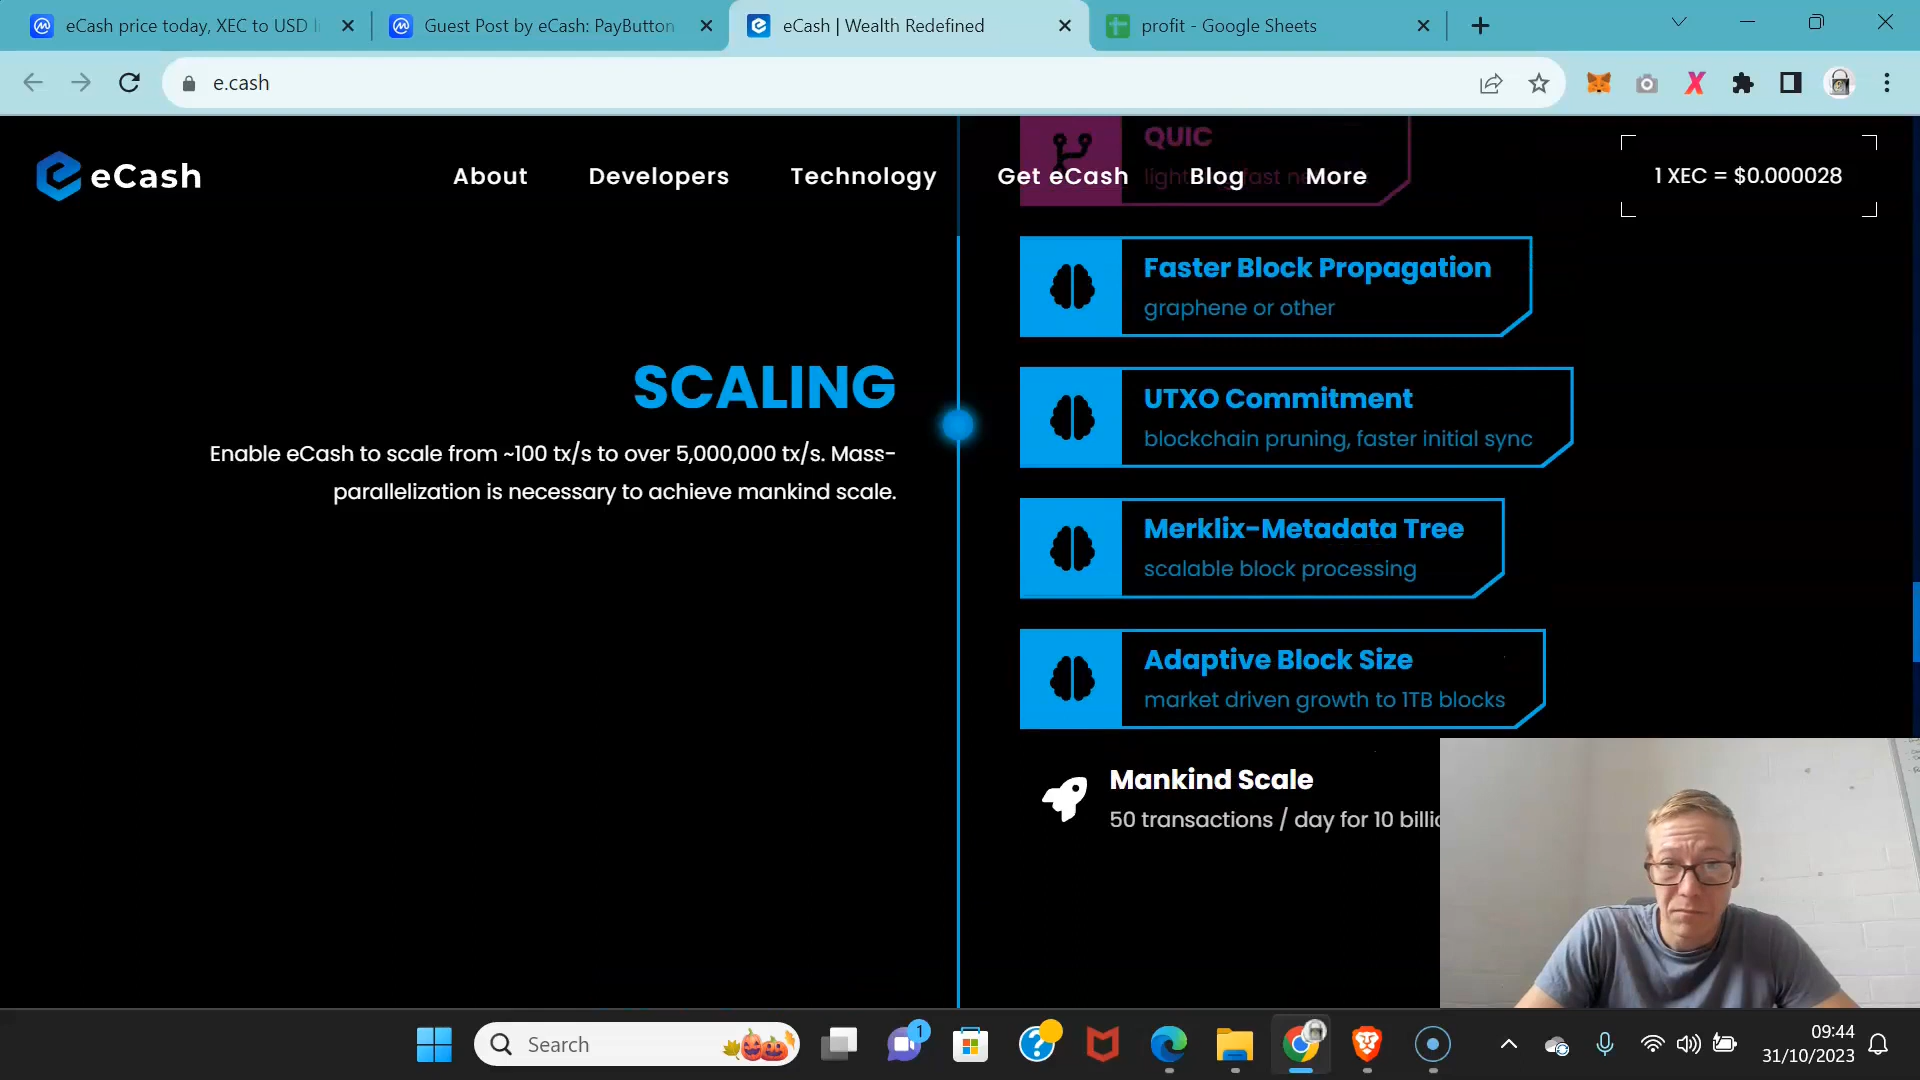 eCash price today, XEC to USD l
Guest Post by eCash: PayButton
eCash | Wealth Redefined
profit - Google Sheets
e.cash
eCash
About
Developers
Technology
Get eCash
Blog
More
1 XEC = $0.000028
QUIC
SCALING
Enable eCash to scale from ~100 tx/s to over 5,000,000 tx/s. Mass-
parallelization is necessary to achieve mankind scale.
Faster Block Propagation
graphene or other
UTXO Commitment
blockchain pruning, faster initial sync
Merklix-Metadata Tree
scalable block processing
Adaptive Block Size
market driven growth to 1TB blocks
Mankind Scale
50 transactions / day for 10 billic
Search
1
09:44
31/10/2023